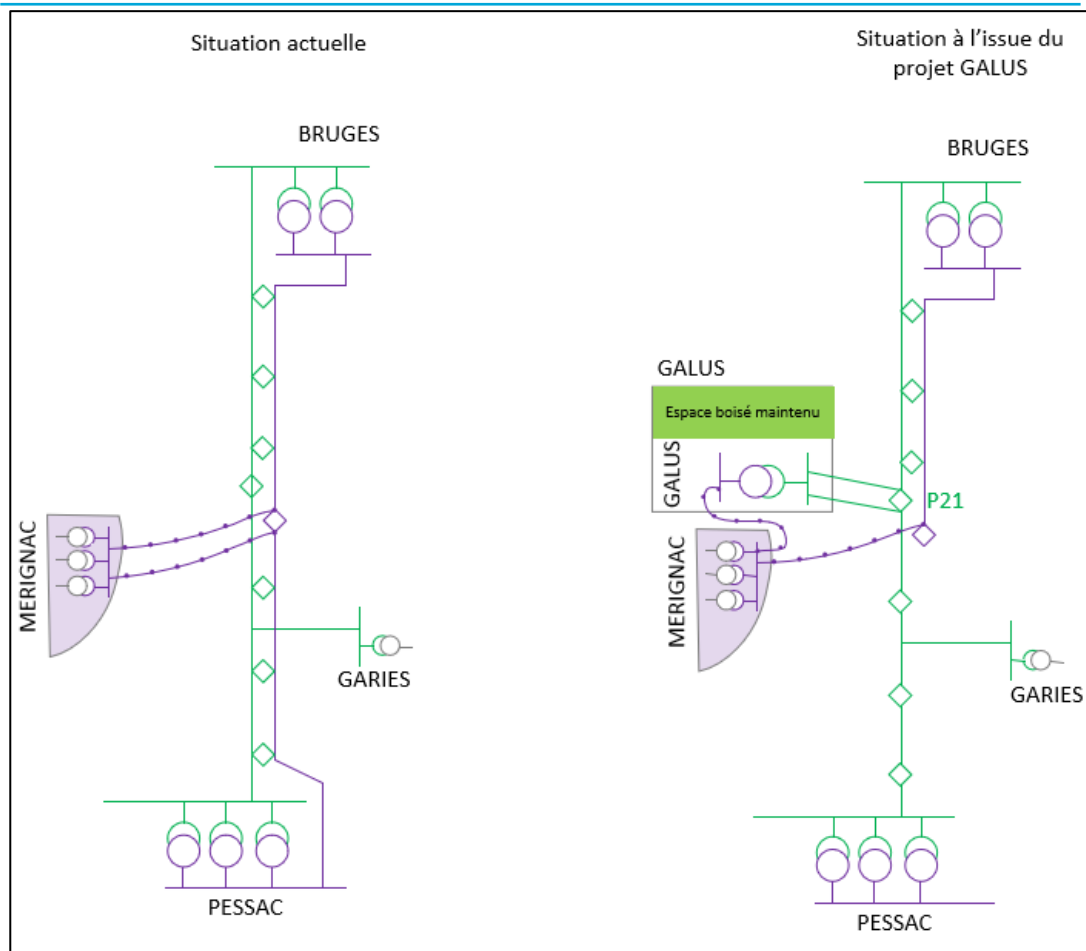 Situation actuelle
BRUGES
MERIGNAC
GARIES
PESSAC
Situation à l'issue du
projet GALUS
BRUGES
GALUS
Espace boisé maintenu
GALUS
P21
MERIGNAC
GARIES
PESSAC